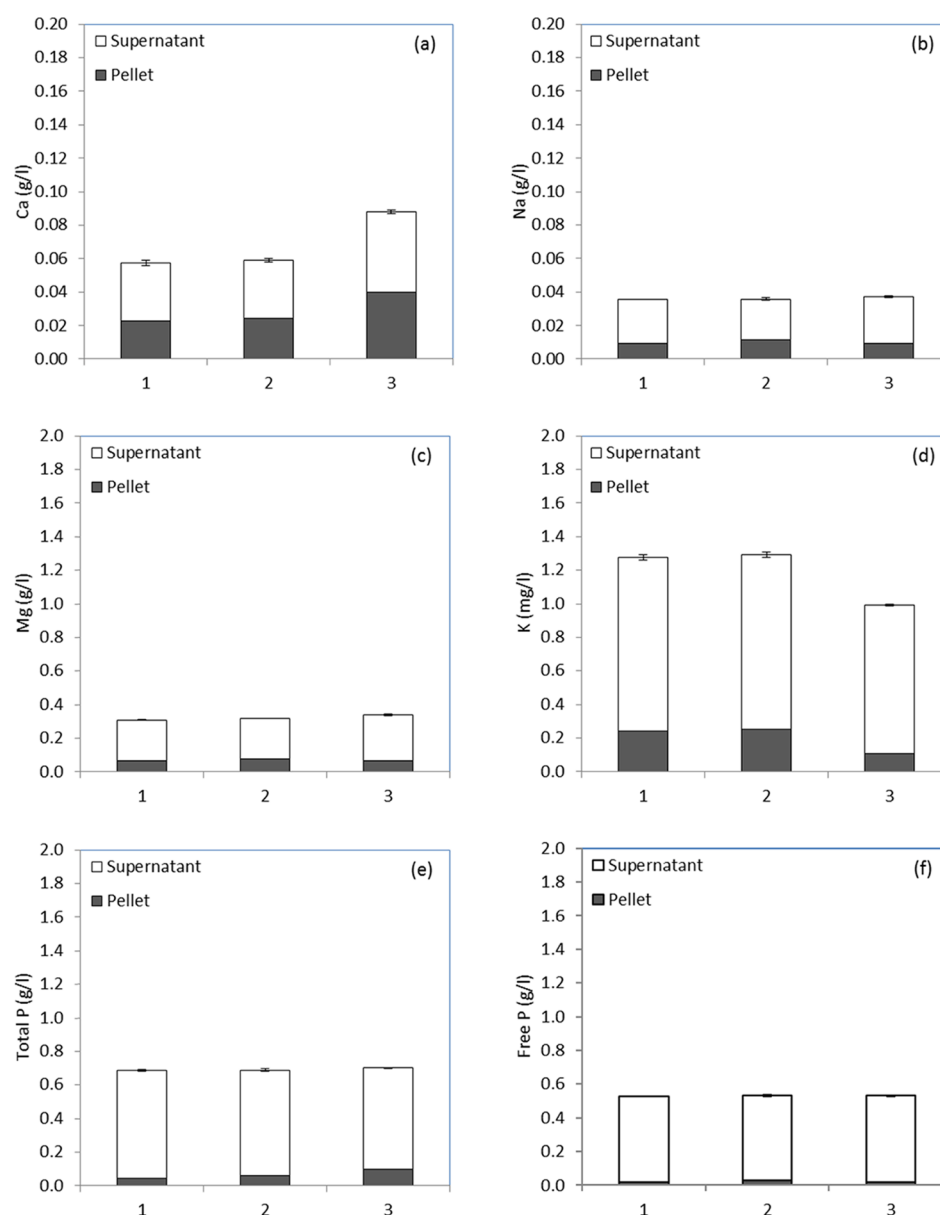 0.20
0.18
0.16
0.14
0.12
0.10
0.08
0.06
0.04
0.02
0.00
Ca (g/l)
Supernatant
Pellet
(a)
1 2 3
0.20
0.18
0.16
0.14
0.12
0.10
0.08
0.06
0.04
0.02
0.00
Na (g/l)
Supernatant
Pellet
(b)
1 2 3
2.0
1.8
1.6
1.4
1.2
1.0
0.8
0.6
0.4
0.2
0.0
Mg (g/l)
Supernatant
Pellet
(c)
1 2 3
2.0
1.8
1.6
1.4
1.2
1.0
0.8
0.6
0.4
0.2
0.0
K (mg/l)
Supernatant
Pellet
(d)
1 2 3
2.0
1.8
1.6
1.4
1.2
1.0
0.8
0.6
0.4
0.2
0.0
Total P (g/l)
Supernatant
Pellet
(e)
1 2 3
2.0
1.8
1.6
1.4
1.2
1.0
0.8
0.6
0.4
0.2
0.0
Free P (g/l)
Supernatant
Pellet
(f)
1 2 3